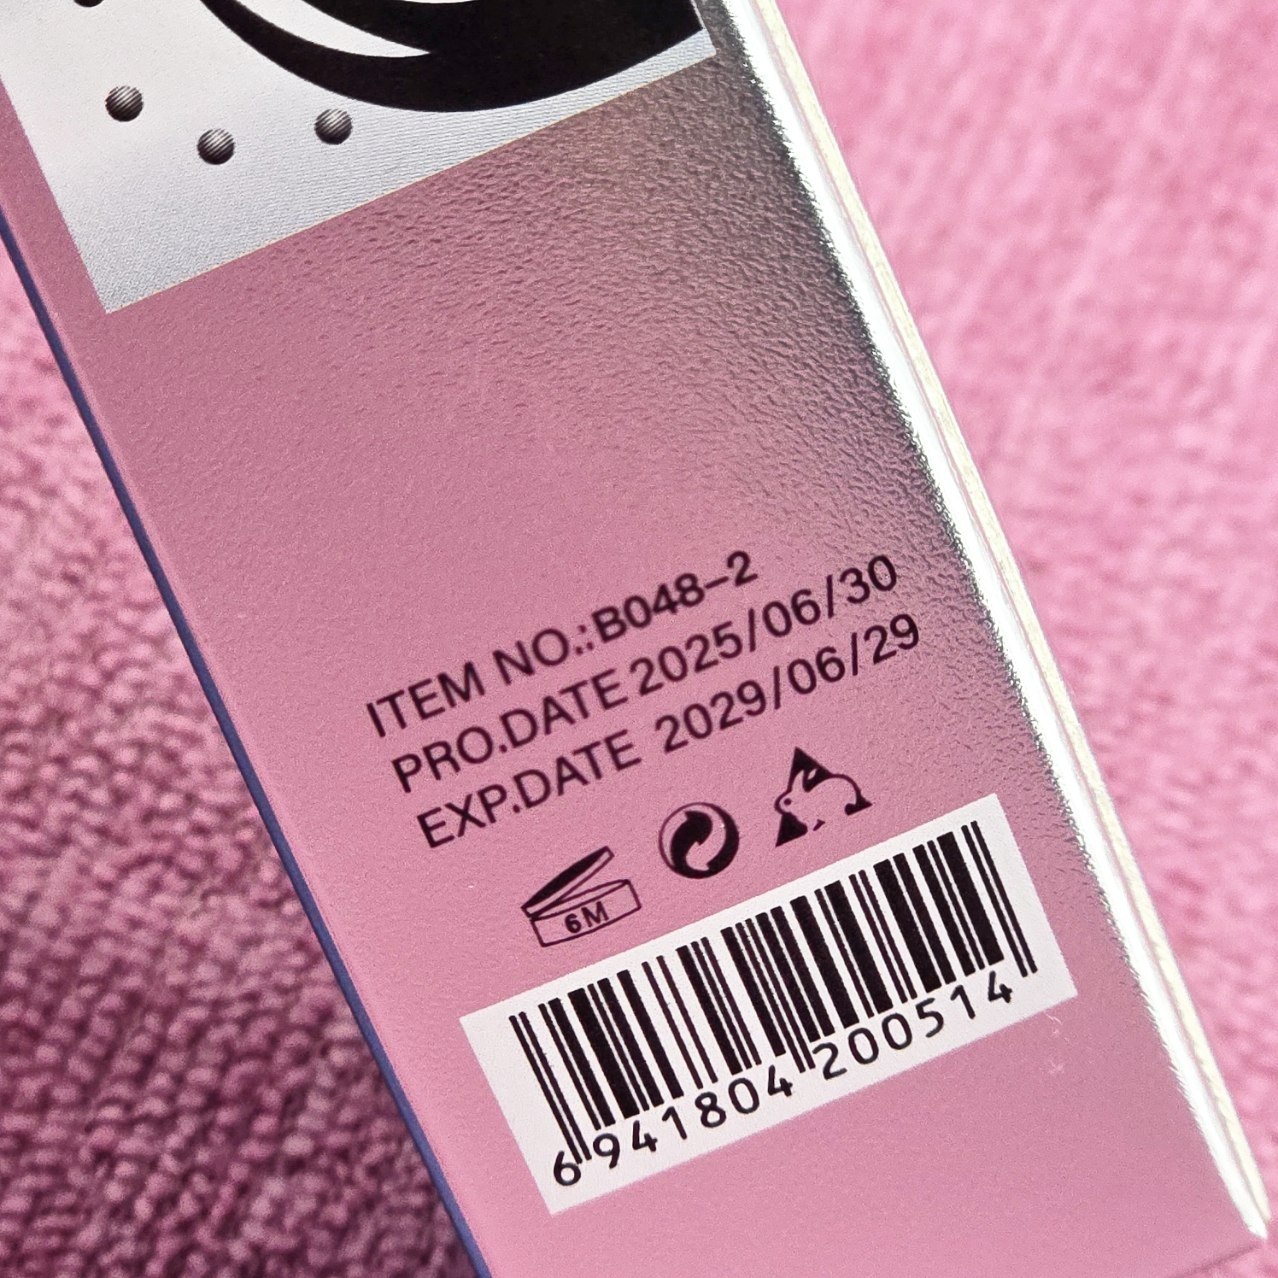 ITEM NO.:B048-2
PRO.DATE 2025/06/30
EXP.DATE 2029/06/29
6M
6941804200514